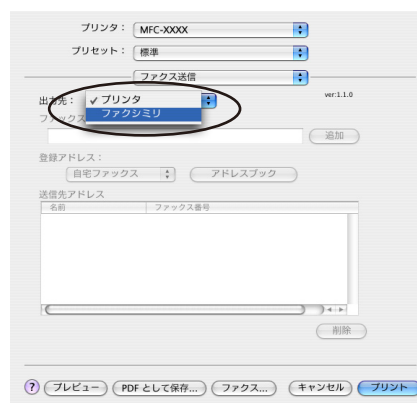 プリンタ： MFC-XXXX
プリセット： 標準
ファクス送信
出力先： ✓ プリンタ ver:1.1.0
ファクシミリ
ファックス
追加
登録アドレス：
自宅ファックス アドレスブック
送信先アドレス
名前 ファックス番号
削除
? プレビュー PDF として保存... ファクス... キャンセル プリント